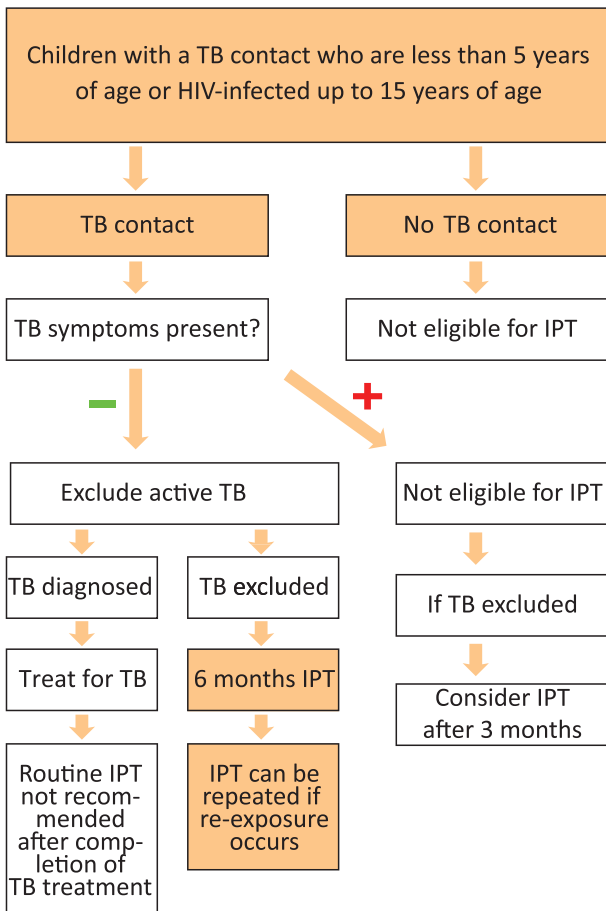 Children with a TB contact who are less than 5 years
of age or HIV-infected up to 15 years of age
TB contact
No TB contact
TB symptoms present?
Not eligible for IPT
Exclude active TB
Not eligible for IPT
TB diagnosed
TB excluded
If TB excluded
Treat for TB
6 months IPT
Consider IPT
after 3 months
Routine IPT
not recom-
mended
after comp-
letion of
TB treatment
IPT can be
repeated if
re-exposure
occurs